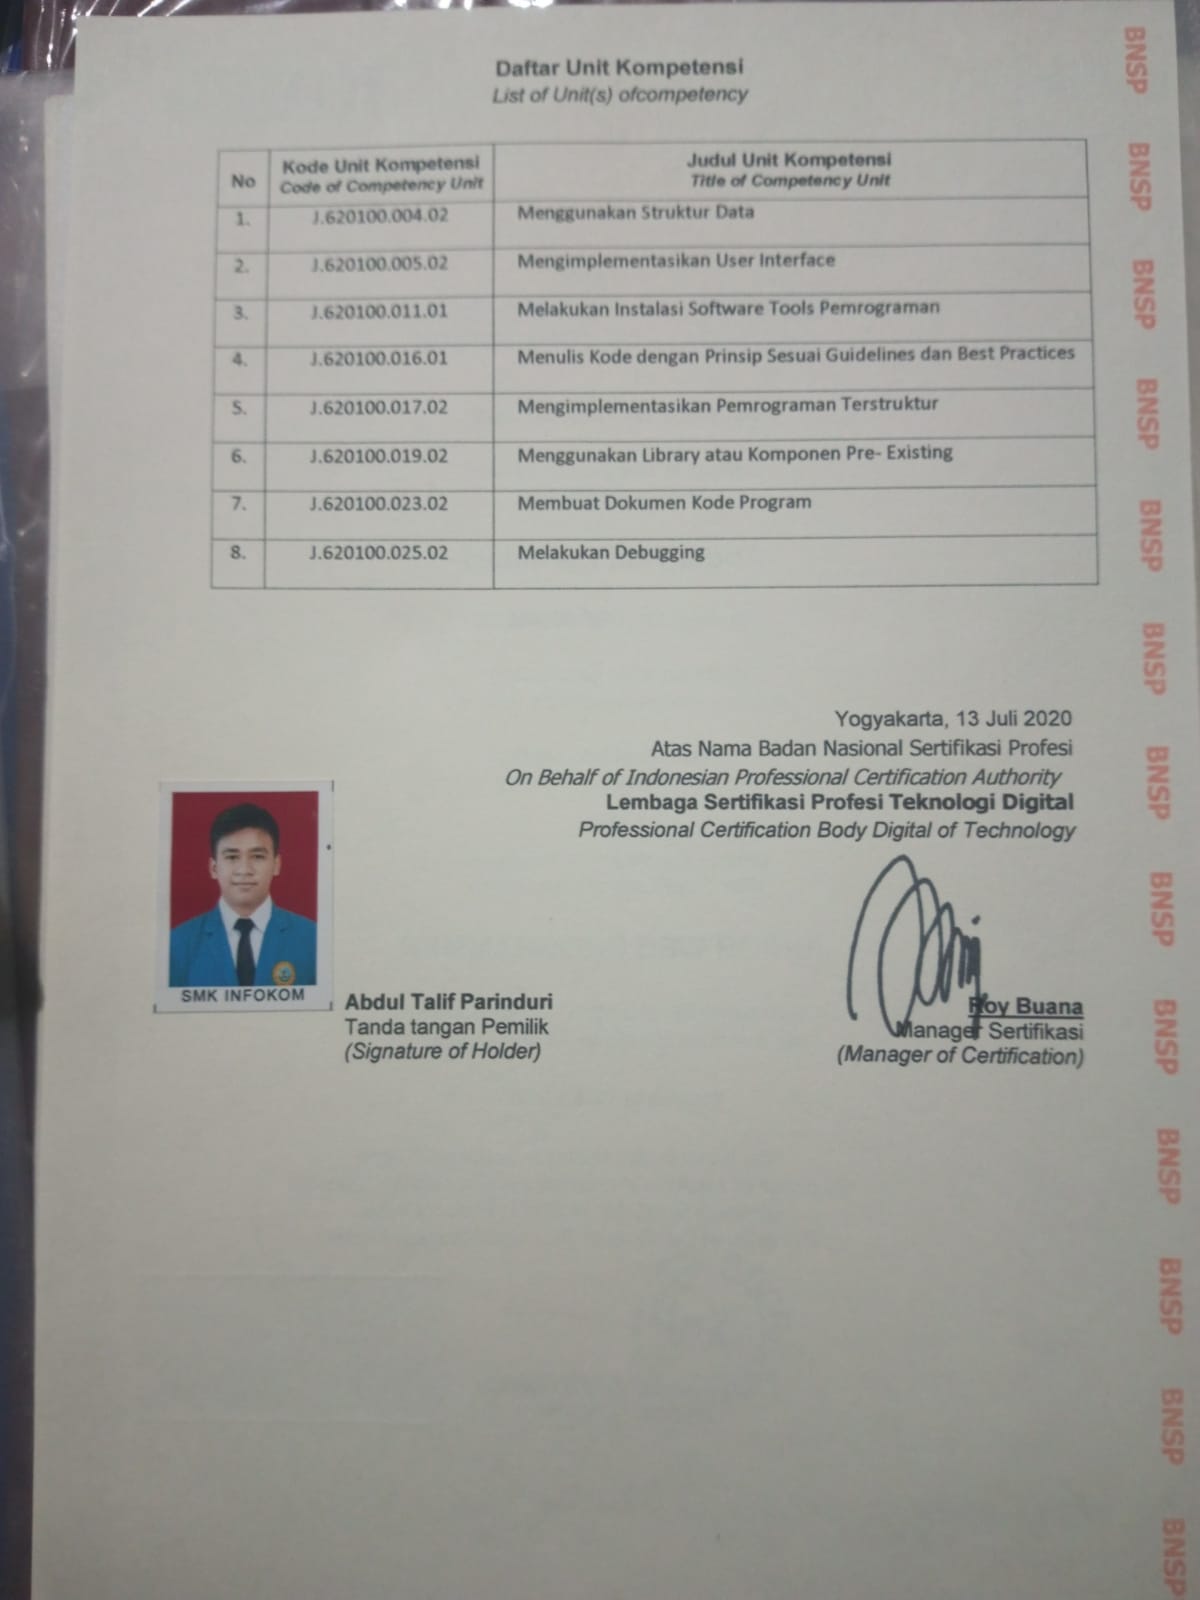 Daftar Unit Kompetensi
List of Unit(s) ofcompetency
No
Kode Unit Kompetensi
Code of Competency Unit
Judul Unit Kompetensi
Title of Competency Unit
1. J.620100.004.02 Menggunakan Struktur Data
2. J.620100.005.02 Mengimplementasikan User Interface
3. J.620100.011.01 Melakukan Instalasi Software Tools Pemrograman
4. J.620100.016.01 Menulis Kode dengan Prinsip Sesuai Guidelines dan Best Practices
5. J.620100.017.02 Mengimplementasikan Pemrograman Terstruktur
6. J.620100.019.02 Menggunakan Library atau Komponen Pre- Existing
7. J.620100.023.02 Membuat Dokumen Kode Program
8. J.620100.025.02 Melakukan Debugging
Yogyakarta, 13 Juli 2020
Atas Nama Badan Nasional Sertifikasi Profesi
On Behalf of Indonesian Professional Certification Authority
Lembaga Sertifikasi Profesi Teknologi Digital
Professional Certification Body Digital of Technology
SMK INFOKOM
Abdul Talif Parinduri
Tanda tangan Pemilik
(Signature of Holder)
Roy Buana
Manager Sertifikasi
(Manager of Certification)
BNSP
BNSP
BNSP
BNSP
BNSP
BNSP
BNSP
BNSP
BNSP
BNSP
BNSP
BNSP
BNSP